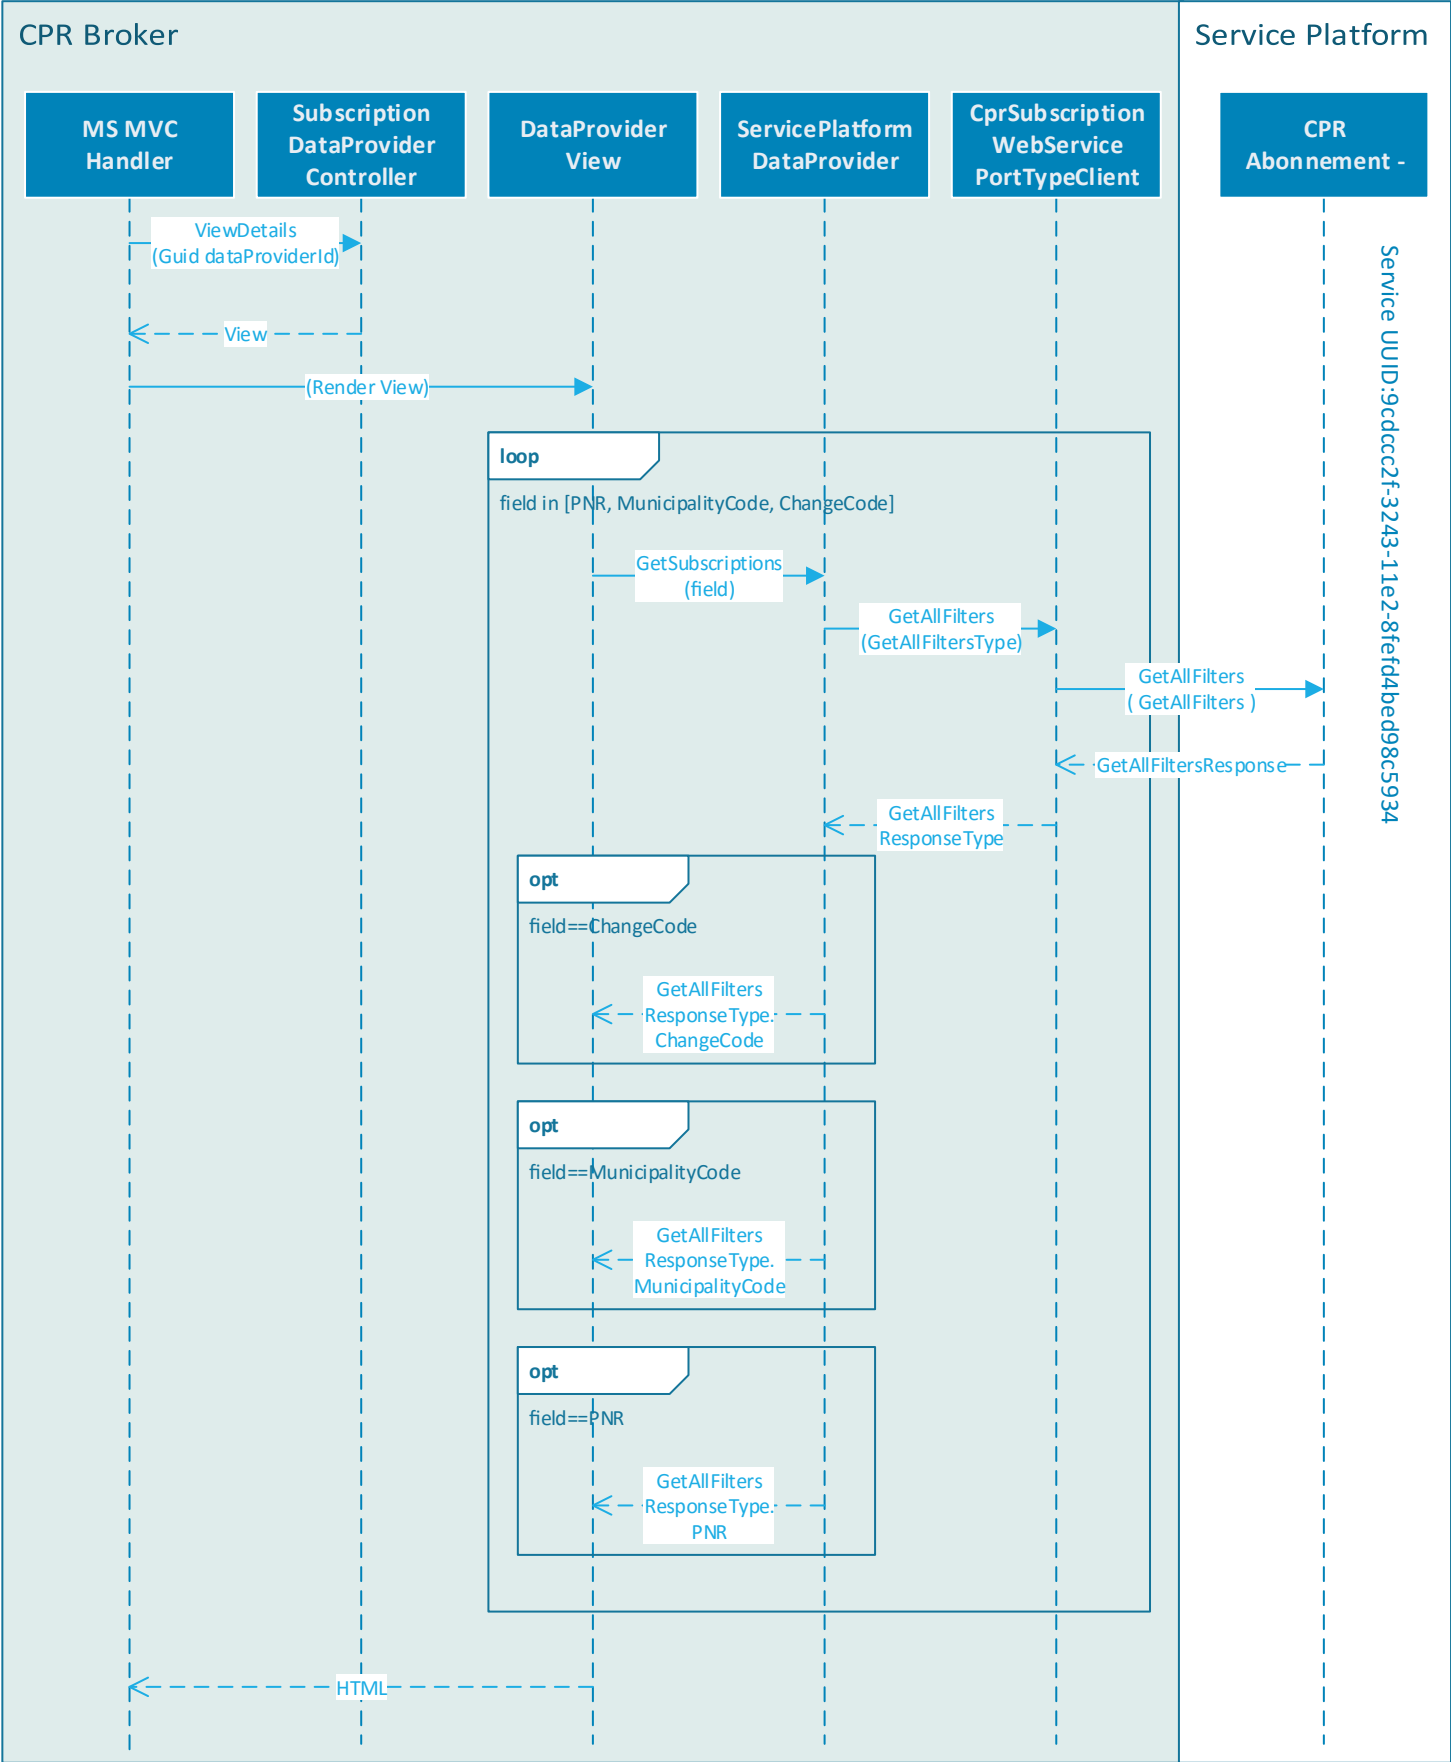 CPR Broker
Service Platform
MS MVC
Handler
Subscription
DataProvider
Controller
DataProvider
View
ServicePlatform
DataProvider
CprSubscription
WebService
PortTypeClient
CPR
Abonnement -
ViewDetails
(Guid dataProviderId)
View
(Render View)
Service UUID:9cdccc2f-3243-11e2-8fefd4bed98c5934
loop
field in [PNR, MunicipalityCode, ChangeCode]
GetSubscriptions
(field)
GetAllFilters
(GetAllFiltersType)
GetAllFilters
( GetAllFilters )
GetAllFiltersResponse
GetAllFilters
ResponseType
opt
field==ChangeCode
GetAllFilters
ResponseType.
ChangeCode
opt
field==MunicipalityCode
GetAllFilters
ResponseType.
MunicipalityCode
opt
field==PNR
GetAllFilters
ResponseType.
PNR
HTML